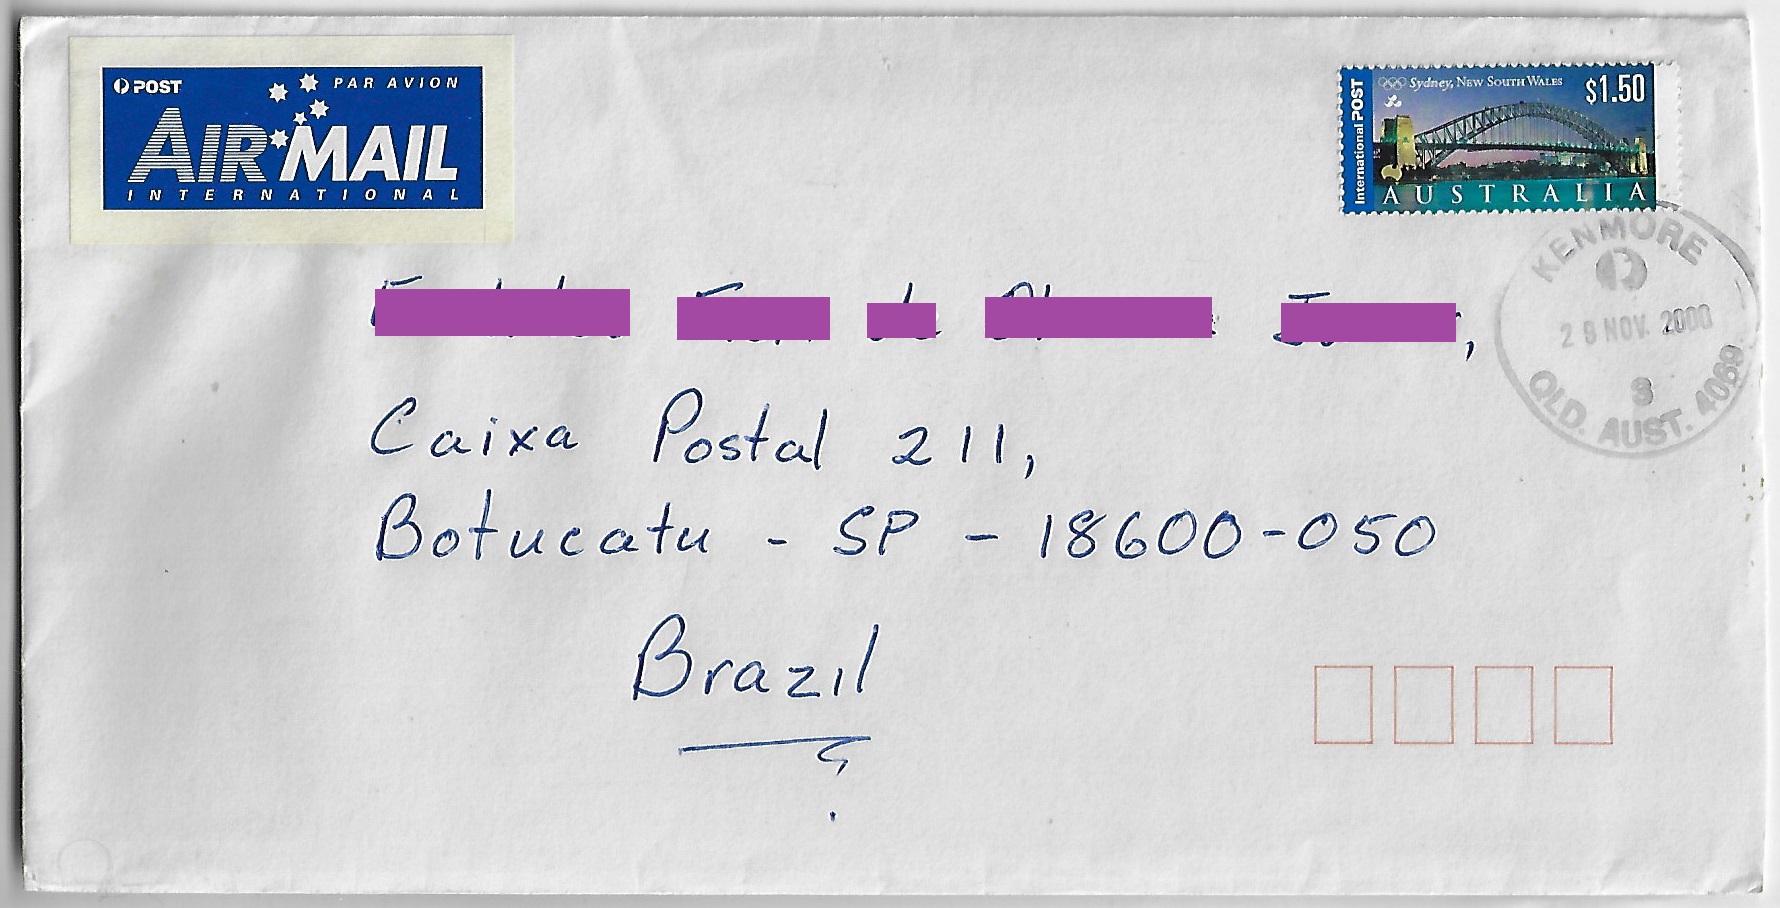 POST PAR AVION
AIR MAIL
INTERNATIONAL
Sydney, NEW SOUTH WALES $1.50
International POST
AUSTRALIA
KENMORE
NOV. 2000
QLD. AUST. 4069
Caixa Postal 211,
Botucatu - SP - 18600-050
Brazil